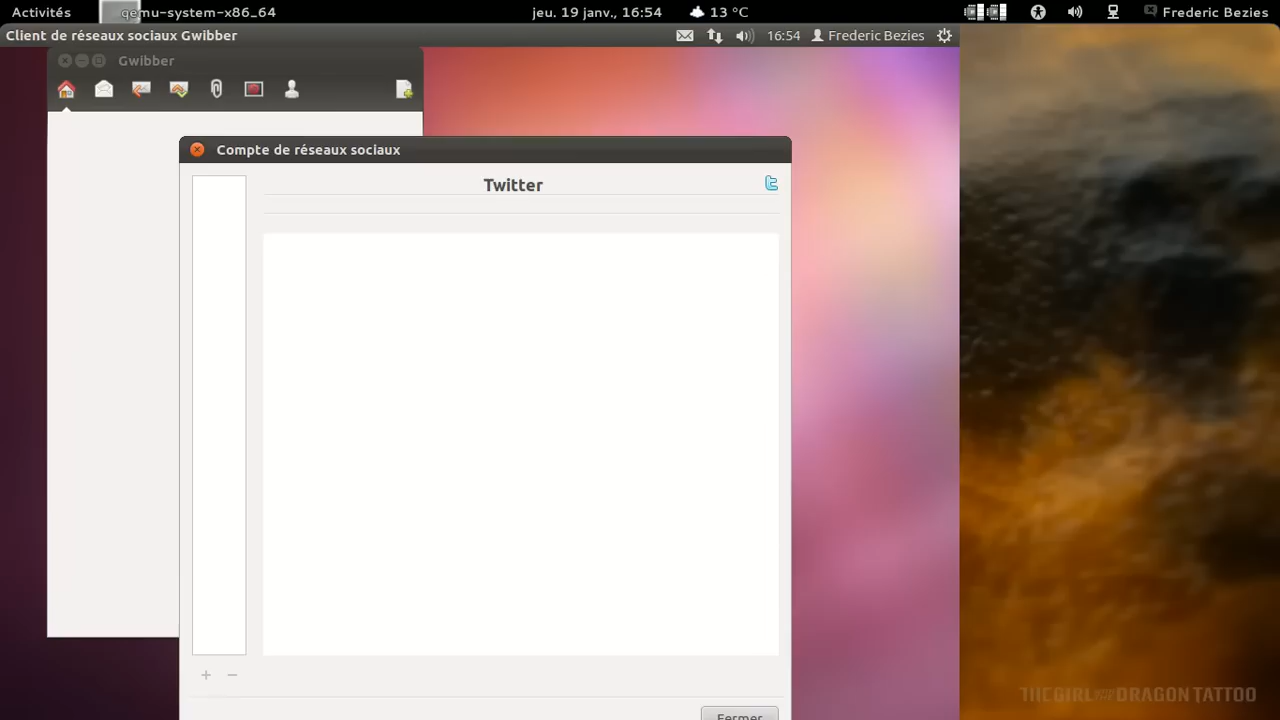 Activités
qemu-system-x86_64
jeu. 19 janv., 16:54
13 °C
Frederic Bezies
Client de réseaux sociaux Gwibber
16:54
Frederic Bezies
Gwibber
Compte de réseaux sociaux
Twitter
Fermer
THE GIRL WITH THE DRAGON TATTOO